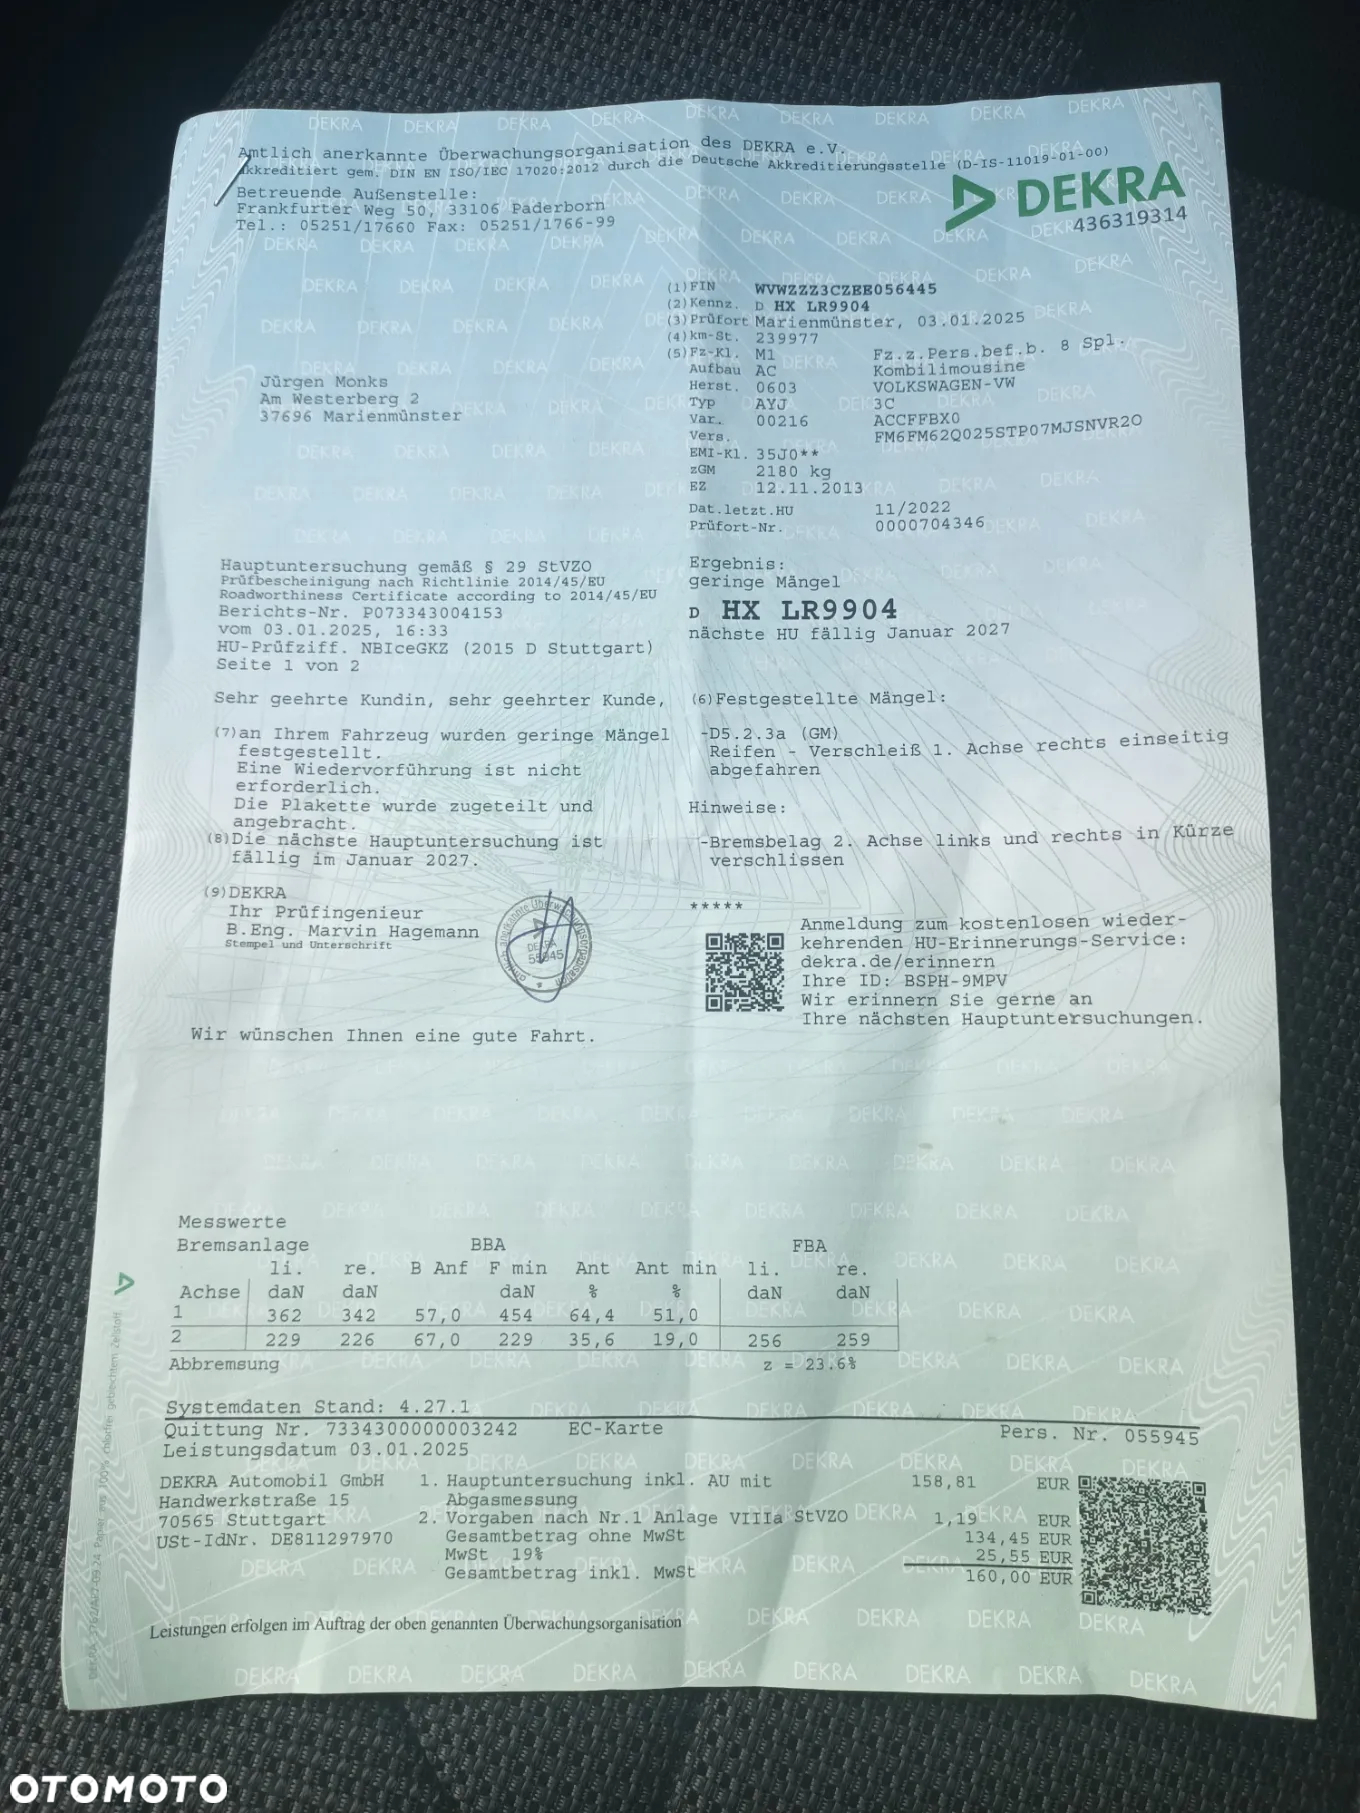 Amtlich anerkannte Überwachungsorganisation des DEKRA e.V.
Akkreditiert gem. DIN EN ISO/IEC 17020:2012 durch die Deutsche Akkreditierungsstelle (D-IS-11019-01-00)
Betreuende Außenstelle:
Frankfurter Weg 50, 33106 Paderborn
Tel.: 05251/17660 Fax: 05251/1766-99
DEKRA
436319314
(1)FIN WVWZZZ3CZEE056445
(2)Kennz. D HX LR9904
(3)Prüfort Marienmünster, 03.01.2025
(4)km-St. 239977
(5)Fz-Kl. M1 Fz.z.Pers.bef.b. 8 Spl.
Aufbau AC Kombilimousine
Herst. 0603 VOLKSWAGEN-VW
Typ AYJ 3C
Var. 00216 ACCFFBX0
Vers. FM6FM62Q025STP07MJSNVR2O
EMI-Kl. 35J0**
zGM 2180 kg
EZ 12.11.2013
Dat.letzt.HU 11/2022
Prüfort-Nr. 0000704346
Jürgen Monks
Am Westerberg 2
37696 Marienmünster
Hauptuntersuchung gemäß § 29 StVZO
Prüfbescheinigung nach Richtlinie 2014/45/EU
Roadworthiness Certificate according to 2014/45/EU
Berichts-Nr. P073343004153
vom 03.01.2025, 16:33
HU-Prüfziff. NBIceGKZ (2015 D Stuttgart)
Seite 1 von 2
Ergebnis:
geringe Mängel
D HX LR9904
nächste HU fällig Januar 2027
Sehr geehrte Kundin, sehr geehrter Kunde,
(7)an Ihrem Fahrzeug wurden geringe Mängel
festgestellt.
Eine Wiedervorführung ist nicht
erforderlich.
Die Plakette wurde zugeteilt und
angebracht.
(8)Die nächste Hauptuntersuchung ist
fällig im Januar 2027.
(9)DEKRA
Ihr Prüfingenieur
B.Eng. Marvin Hagemann
Stempel und Unterschrift
amtlich anerkannte Überwachungsorganisation
DEKRA
55945
Wir wünschen Ihnen eine gute Fahrt.
(6)Festgestellte Mängel:
-D5.2.3a (GM)
Reifen - Verschleiß 1. Achse rechts einseitig
abgefahren
Hinweise:
-Bremsbelag 2. Achse links und rechts in Kürze
verschlissen
*****
Anmeldung zum kostenlosen wieder-
kehrenden HU-Erinnerungs-Service:
dekra.de/erinnern
Ihre ID: BSPH-9MPV
Wir erinnern Sie gerne an
Ihre nächsten Hauptuntersuchungen.
Messwerte
Bremsanlage BBA FBA
li. re. B Anf F min Ant Ant min li. re.
Achse daN daN daN % % daN daN
1 362 342 57,0 454 64,4 51,0
2 229 226 67,0 229 35,6 19,0 256 259
Abbremsung z = 23.6%
Systemdaten Stand: 4.27.1
Quittung Nr. 73343000003242 EC-Karte Pers. Nr. 055945
Leistungsdatum 03.01.2025
DEKRA Automobil GmbH
Handwerkstraße 15
70565 Stuttgart
USt-IdNr. DE811297970
1. Hauptuntersuchung inkl. AU mit 158,81 EUR
Abgasmessung
2. Vorgaben nach Nr.1 Anlage VIIIa StVZO 1,19 EUR
Gesamtbetrag ohne MwSt 134,45 EUR
MwSt 19% 25,55 EUR
Gesamtbetrag inkl. MwSt 160,00 EUR
Leistungen erfolgen im Auftrag der oben genannten Überwachungsorganisation
OTOMOTO